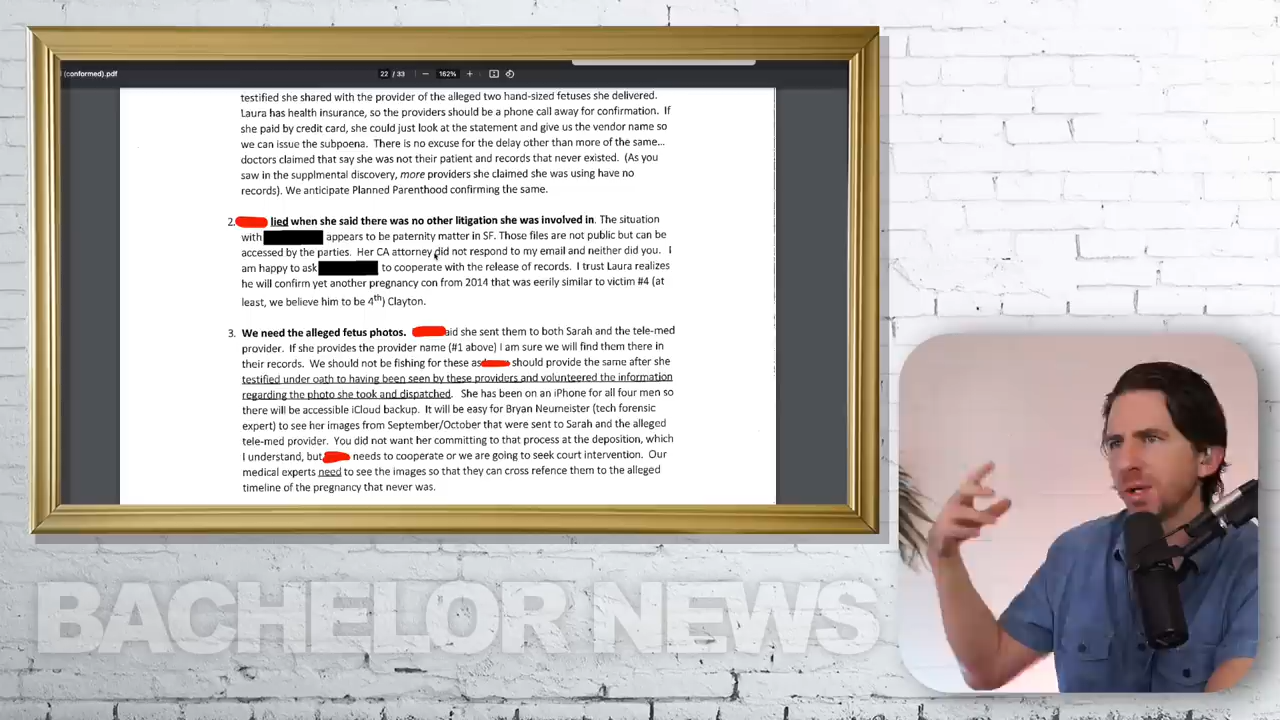 (conformed).pdf
22 / 33
162%
testified she shared with the provider of the alleged two hand-sized fetuses she delivered.
Laura has health insurance, so the providers should be a phone call away for confirmation. If
she paid by credit card, she could just look at the statement and give us the vendor name so
we can issue the subpoena. There is no excuse for the delay other than more of the same...
doctors claimed that say she was not their patient and records that never existed. (As you
saw in the supplmental discovery, more providers she claimed she was using have no
records). We anticipate Planned Parenthood confirming the same.
2. lied when she said there was no other litigation she was involved in. The situation
with appears to be paternity matter in SF. Those files are not public but can be
accessed by the parties. Her CA attorney did not respond to my email and neither did you. I
am happy to ask to cooperate with the release of records. I trust Laura realizes
he will confirm yet another pregnancy con from 2014 that was eerily similar to victim #4 (at
least, we believe him to be 4th) Clayton.
3. We need the alleged fetus photos. aid she sent them to both Sarah and the tele-med
provider. If she provides the provider name (#1 above) I am sure we will find them there in
their records. We should not be fishing for these as should provide the same after she
testified under oath to having been seen by these providers and volunteered the information
regarding the photo she took and dispatched. She has been on an iPhone for all four men so
there will be accessible iCloud backup. It will be easy for Bryan Neumeister (tech forensic
expert) to see her images from September/October that were sent to Sarah and the alleged
tele-med provider. You did not want her committing to that process at the deposition, which
I understand, but needs to cooperate or we are going to seek court intervention. Our
medical experts need to see the images so that they can cross refence them to the alleged
timeline of the pregnancy that never was.
BACHELOR NEWS